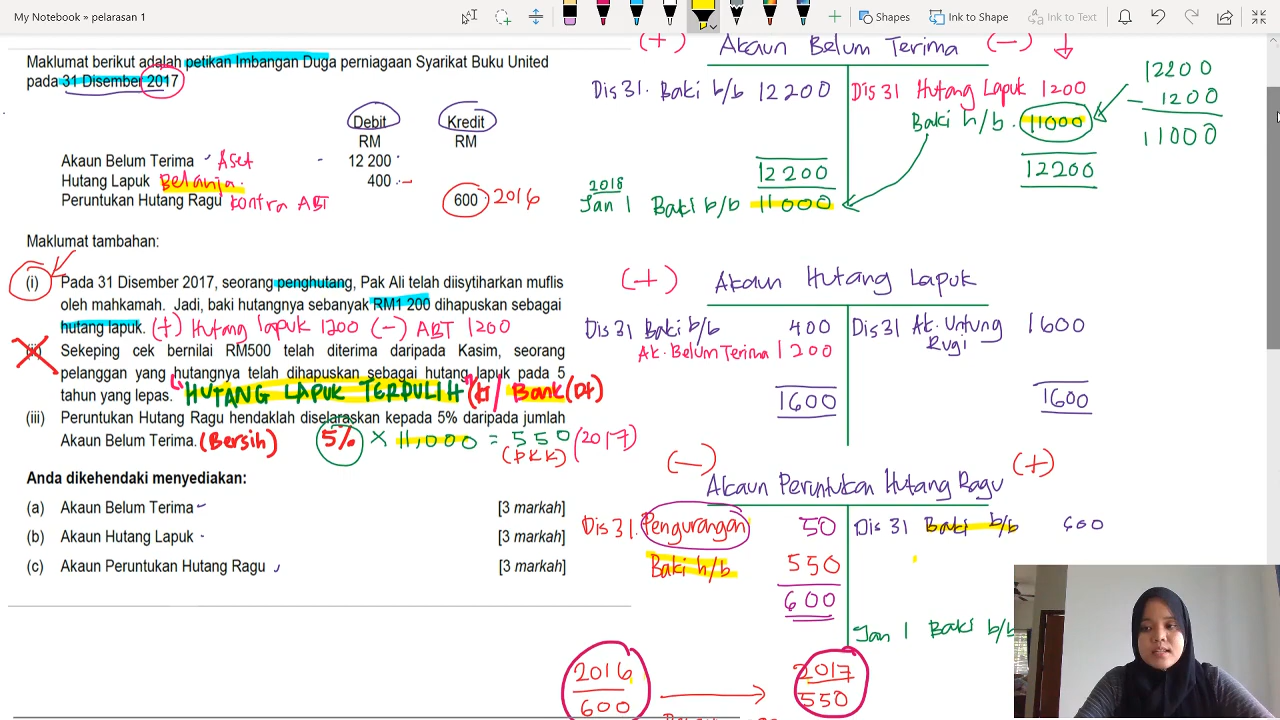 My Notes » Perakaunan » Pembetulan » Mesyuarat » Pelarasan 1
Shapes
Ink to Shape
Ink to Text
Maklumat berikut adalah petikan Imbangan Duga perniagaan Syarikat Buku United
pada 31 Disember 2017
Debit Kredit
RM RM
Akaun Belum Terima Aset 12 200
Hutang Lapuk Belanja 400
Peruntukan Hutang Ragu kontra ABT 600 2016
Maklumat tambahan:
(i) Pada 31 Disember 2017, seorang penghutang, Pak Ali telah diisytiharkan muflis
oleh mahkamah. Jadi, baki hutangnya sebanyak RM1 200 dihapuskan sebagai
hutang lapuk. (+) Hutang lapuk 1200 (-) ABT 1200
(ii) Sekeping cek bernilai RM500 telah diterima daripada Kasim, seorang
pelanggan yang hutangnya telah dihapuskan sebagai hutang lapuk pada 5
tahun yang lepas. HUTANG LAPUK TERPULIH (kt) / Bank (Dt)
(iii) Peruntukan Hutang Ragu hendaklah diselaraskan kepada 5% daripada jumlah
Akaun Belum Terima. (Bersih) 5% × 11,000 = 550 (2017)
(PKK)
Anda dikehendaki menyediakan:
(a) Akaun Belum Terima [3 markah]
(b) Akaun Hutang Lapuk [3 markah]
(c) Akaun Peruntukan Hutang Ragu [3 markah]
(+) Akaun Belum Terima (-)
Dis 31. Baki b/b 12200 Dis 31 Hutang Lapuk 1200
Baki h/b. 11000
12200 12200
2018
Jan 1 Baki b/b 11000
12200
- 1200
11000
(+) Akaun Hutang Lapuk
Dis 31 Baki b/b 400 Dis 31 Ak. Untung 1600
Ak. Belum Terima 1200 Rugi
1600 1600
(-) (+)
Akaun Peruntukan Hutang Ragu
Dis 31. Pengurangan 50 Dis 31 Baki b/b 600
Baki h/b 550
600
Jan 1 Baki b/b
2016 2017
600 550